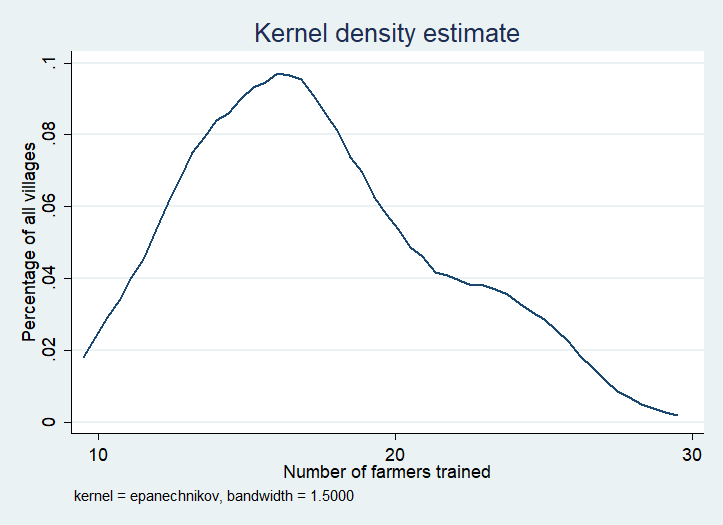 Kernel density estimate
Percentage of all villages
.1
.08
.06
.04
.02
0
10 20 30
Number of farmers trained
kernel = epanechnikov, bandwidth = 1.5000